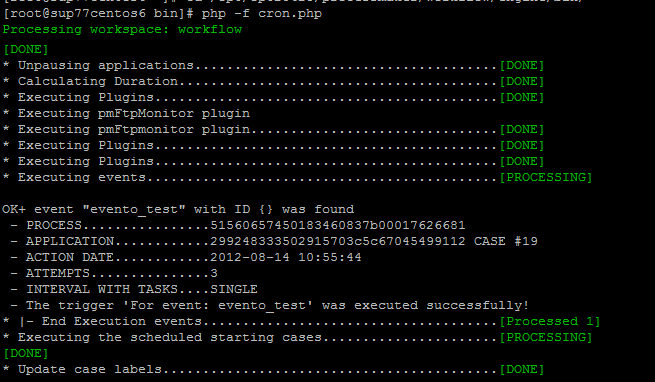 [root@sup77centos6 bin]# php -f cron.php
Processing workspace: workflow
[DONE]
* Unpausing applications......................................[DONE]
* Calculating Duration........................................[DONE]
* Executing Plugins...........................................[DONE]
* Executing pmFtpMonitor plugin
* Executing pmFtpmonitor plugin...............................[DONE]
* Executing Plugins...........................................[DONE]
* Executing Plugins...........................................[DONE]
* Executing events............................................[PROCESSING]
OK+ event "evento_test" with ID {} was found
 - PROCESS................51560657450183460837b00017626681
 - APPLICATION............299248333502915703c5c67045499112 CASE #19
 - ACTION DATE............2012-08-14 10:55:44
 - ATTEMPTS...............3
 - INTERVAL WITH TASKS....SINGLE
 - The trigger 'For event: evento_test' was executed successfully!
* |- End Execution events.....................................[Processed 1]
* Executing the scheduled starting cases......................[PROCESSING]
[DONE]
* Update case labels..........................................[DONE]